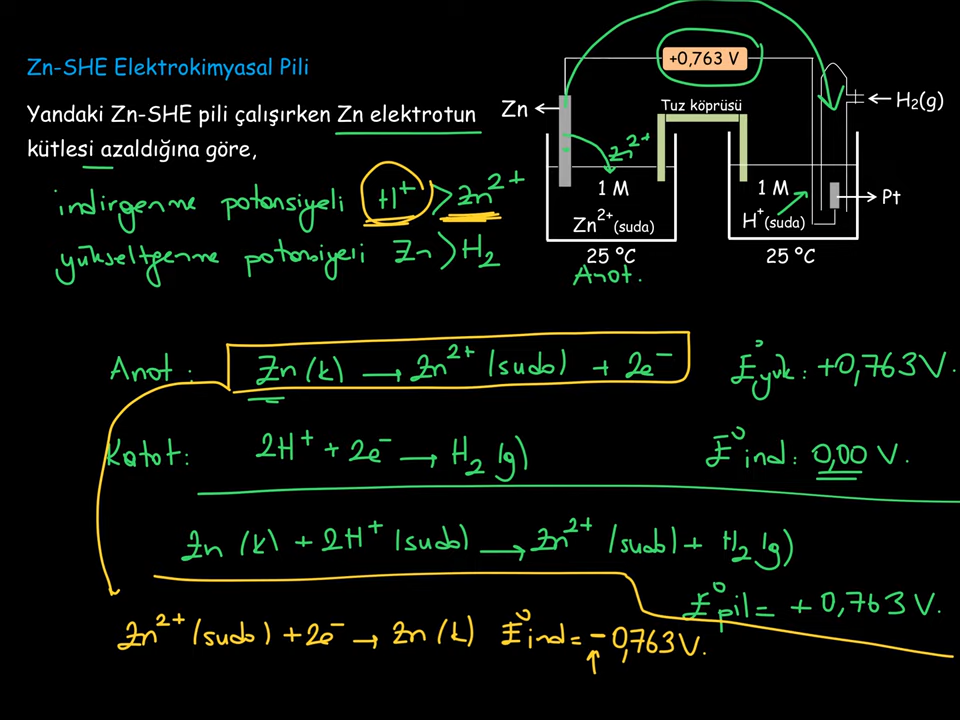 Zn-SHE Elektrokimyasal Pili
Yandaki Zn-SHE pili çalışırken Zn elektrotun
kütlesi azaldığına göre,
indirgenme potansiyeli H⁺ > Zn²⁺
yükseltgenme potansiyeli Zn > H₂
+0,763 V
Zn
Tuz köprüsü
H₂(g)
Zn²⁺
1 M
Zn²⁺(suda)
25 °C
Anot.
1 M
H⁺(suda)
25 °C
Pt
Anot: Zn (k) → Zn²⁺ (suda) + 2e⁻ E°yük: +0,763 V.
Katot: 2H⁺ + 2e⁻ → H₂ (g) E°ind: 0,00 V.
Zn (k) + 2H⁺ (suda) → Zn²⁺ (suda) + H₂ (g)
E°pil = +0,763 V.
Zn²⁺ (suda) + 2e⁻ → Zn (k) E°ind = -0,763 V.